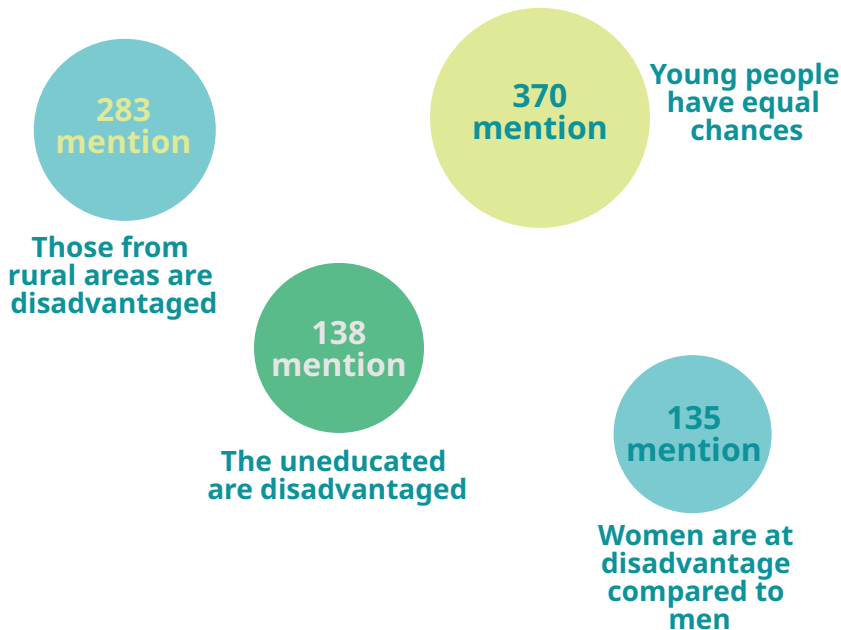 283
mention
Those from
rural areas are
disadvantaged
370
mention
Young people
have equal
chances
138
mention
The uneducated
are disadvantaged
135
mention
Women are at
disadvantage
compared to
men